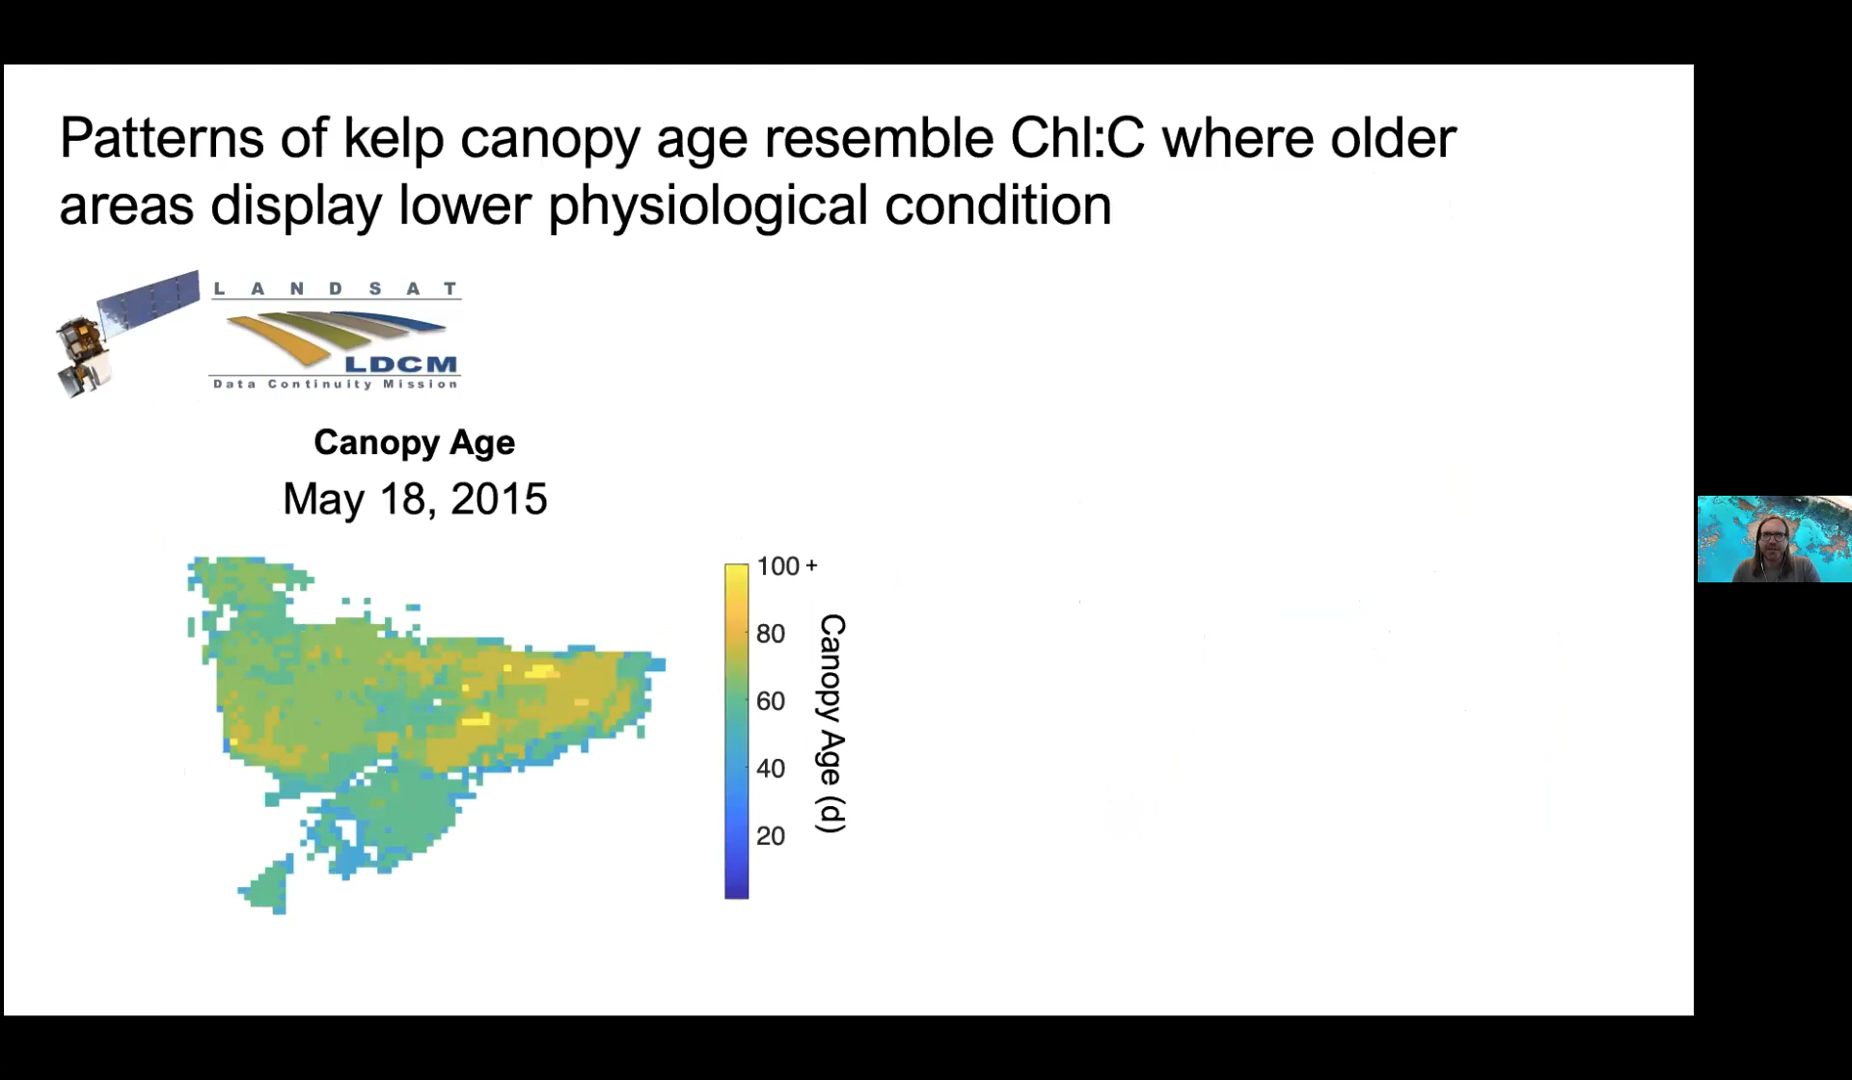 Patterns of kelp canopy age resemble Chl:C where older
areas display lower physiological condition
LANDSAT
LDCM
Data Continuity Mission
Canopy Age
May 18, 2015
100 +
80
60
40
20
Canopy Age (d)